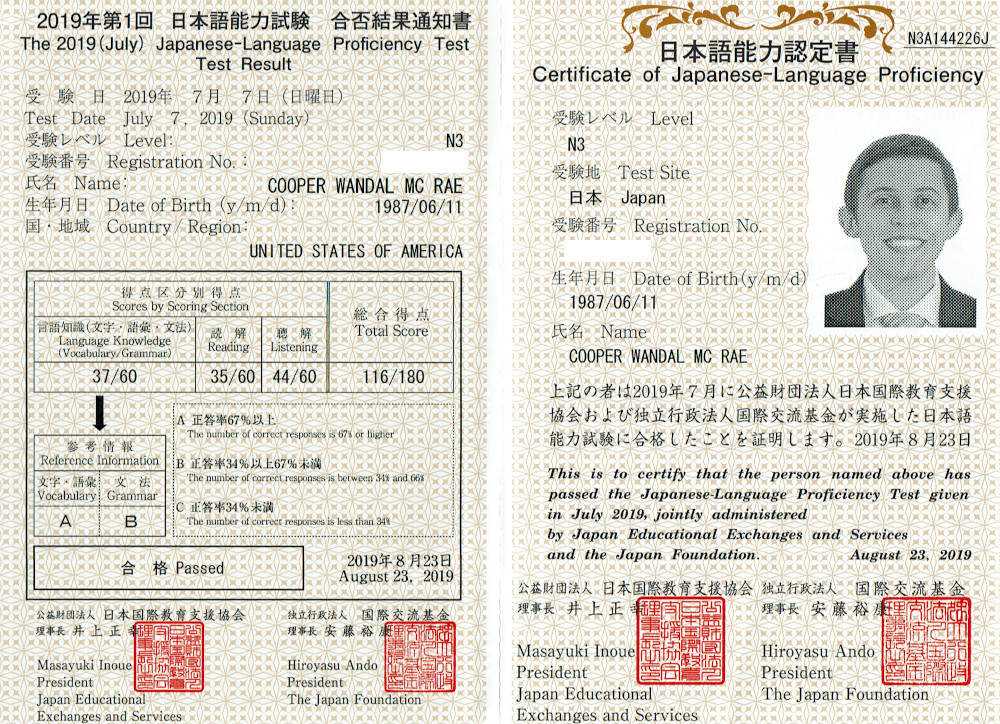 2019年第1回 日本語能力試験 合否結果通知書
The 2019(July) Japanese-Language Proficiency Test
Test Result
受 験 日 2019年 7月 7日 (日曜日)
Test Date July 7, 2019 (Sunday)
受験レベル Level: N3
受験番号 Registration No. :
氏名 Name: COOPER WANDAL MC RAE
生年月日 Date of Birth (y/m/d): 1987/06/11
国・地域 Country / Region:
UNITED STATES OF AMERICA
得点区分別得点
Scores by Scoring Section
総合得点
Total Score
言語知識(文字・語彙・文法)
Language Knowledge
(Vocabulary/Grammar)
読 解
Reading
聴 解
Listening
37/60 35/60 44/60 116/180
参考情報
Reference Information
文字・語彙
Vocabulary
文 法
Grammar
A B
A 正答率67%以上
The number of correct responses is 67% or higher
B 正答率34%以上67%未満
The number of correct responses is between 34% and 66%
C 正答率34%未満
The number of correct responses is less than 34%
合 格 Passed
2019年8月23日
August 23, 2019
公益財団法人 日本国際教育支援協会
理事長 井上正
Masayuki Inoue
President
Japan Educational
Exchanges and Services
独立行政法人 国際交流基金
理事長 安藤裕康
Hiroyasu Ando
President
The Japan Foundation
N3A144226J
日本語能力認定書
Certificate of Japanese-Language Proficiency
受験レベル Level
N3
受験地 Test Site
日本 Japan
受験番号 Registration No.
生年月日 Date of Birth(y/m/d)
1987/06/11
氏名 Name
COOPER WANDAL MC RAE
上記の者は2019年7月に公益財団法人日本国際教育支援
協会および独立行政法人国際交流基金が実施した日本語
能力試験に合格したことを証明します。2019年8月23日
This is to certify that the person named above has
passed the Japanese-Language Proficiency Test given
in July 2019, jointly administered
by Japan Educational Exchanges and Services
and the Japan Foundation. August 23, 2019
公益財団法人 日本国際教育支援協会
理事長 井上正
Masayuki Inoue
President
Japan Educational
Exchanges and Services
独立行政法人 国際交流基金
理事長 安藤裕康
Hiroyasu Ando
President
The Japan Foundation